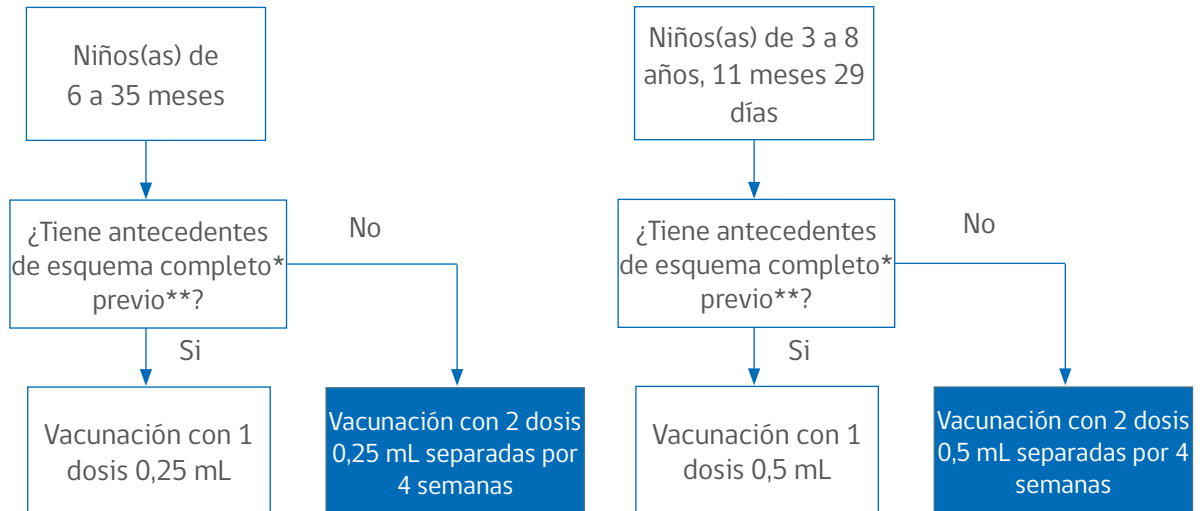 Niños(as) de
6 a 35 meses
¿Tiene antecedentes
de esquema completo*
previo**?
No
Si
Vacunación con 1
dosis 0,25 mL
Vacunación con 2 dosis
0,25 mL separadas por
4 semanas
Niños(as) de 3 a 8
años, 11 meses 29
días
¿Tiene antecedentes
de esquema completo*
previo**?
No
Si
Vacunación con 1
dosis 0,5 mL
Vacunación con 2 dosis
0,5 mL separadas por 4
semanas